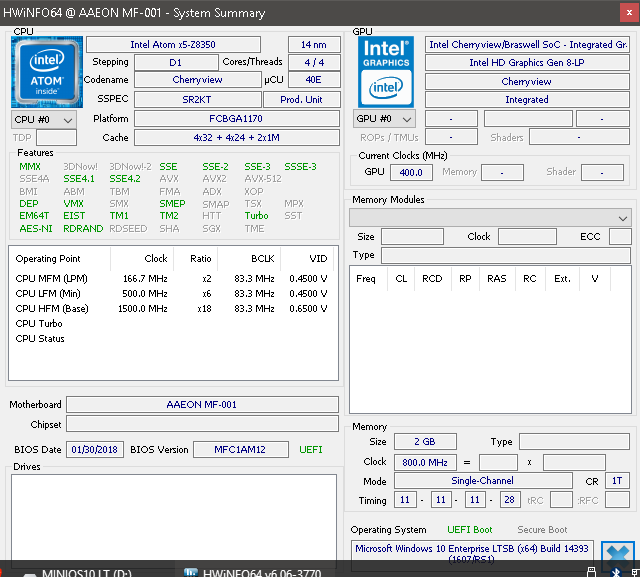 HWiNFO64 @ AAEON MF-001 - System Summary
CPU
intel ATOM inside
Intel Atom x5-Z8350
14 nm
Stepping D1 Cores/Threads 4 / 4
Codename Cherryview µCU 40E
SSPEC SR2KT Prod. Unit
CPU #0 Platform FCBGA1170
TDP Cache 4x32 + 4x24 + 2x1M
Features
MMX 3DNow! 3DNow!-2 SSE SSE-2 SSE-3 SSSE-3
SSE4A SSE4.1 SSE4.2 AVX AVX2 AVX-512
BMI ABM TBM FMA ADX XOP
DEP VMX SMX SMEP SMAP TSX MPX
EM64T EIST TM1 TM2 HTT Turbo SST
AES-NI RDRAND RDSEED SHA SGX TME
Operating Point Clock Ratio BCLK VID
CPU MFM (LPM) 166.7 MHz x2 83.3 MHz 0.4500 V
CPU LFM (Min) 500.0 MHz x6 83.3 MHz 0.4500 V
CPU HFM (Base) 1500.0 MHz x18 83.3 MHz 0.6500 V
CPU Turbo
CPU Status
Motherboard AAEON MF-001
Chipset
BIOS Date 01/30/2018 BIOS Version MFC1AM12 UEFI
Drives
GPU
Intel GRAPHICS intel
Intel Cherryview/Braswell SoC - Integrated Gr
Intel HD Graphics Gen 8-LP
Cherryview
Integrated
GPU #0 - - -
ROPs / TMUs - Shaders -
Current Clocks (MHz)
GPU 400.0 Memory - Shader -
Memory Modules
Size Clock ECC
Type
Freq CL RCD RP RAS RC Ext. V
Memory
Size 2 GB Type
Clock 800.0 MHz = x
Mode Single-Channel CR 1T
Timing 11 - 11 - 11 - 28 tRC tRFC
Operating System UEFI Boot Secure Boot
Microsoft Windows 10 Enterprise LTSB (x64) Build 14393
(1607/RS1)
MINIOS10 LT (D:)
HWiNFO64 v6.06-3770